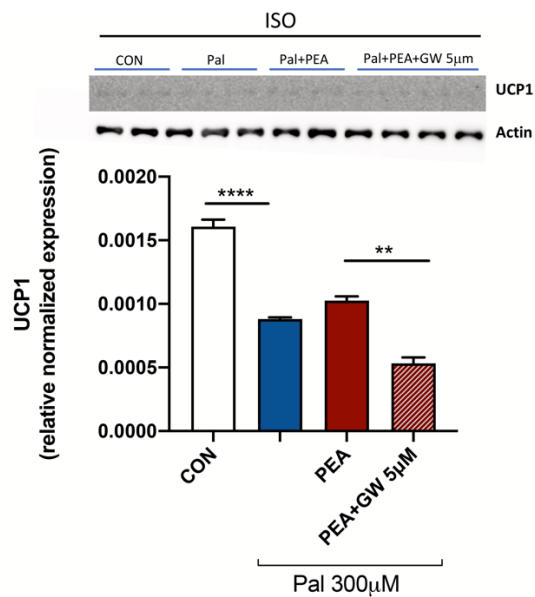 ISO
CON Pal Pal+PEA Pal+PEA+GW 5µm
UCP1
Actin
UCP1
(relative normalized expression)
0.0020
0.0015
0.0010
0.0005
0.0000
****
**
CON
PEA
PEA+GW 5µM
Pal 300µM